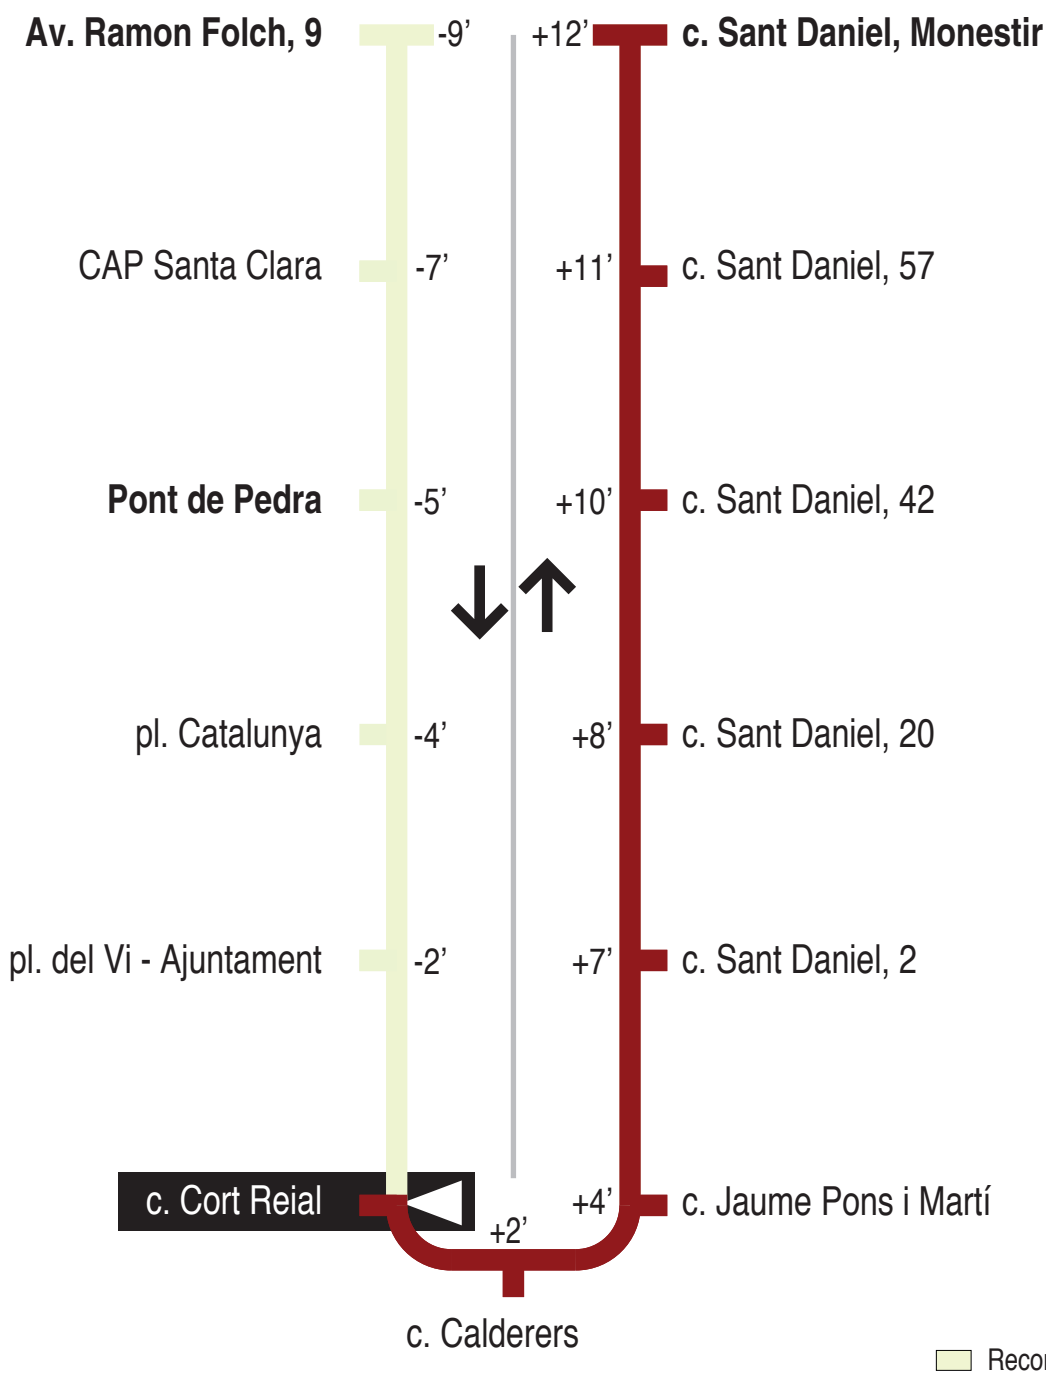 Av. Ramon Folch, 9 -9’ +12’ c. Sant Daniel, Monestir
CAP Santa Clara -7’ +11’ c. Sant Daniel, 57
Pont de Pedra -5’ +10’ c. Sant Daniel, 42
pl. Catalunya -4’ +8’ c. Sant Daniel, 20
pl. del Vi - Ajuntament -2’ +7’ c. Sant Daniel, 2
c. Cort Reial +4’ c. Jaume Pons i Martí
+2’
c. Calderers